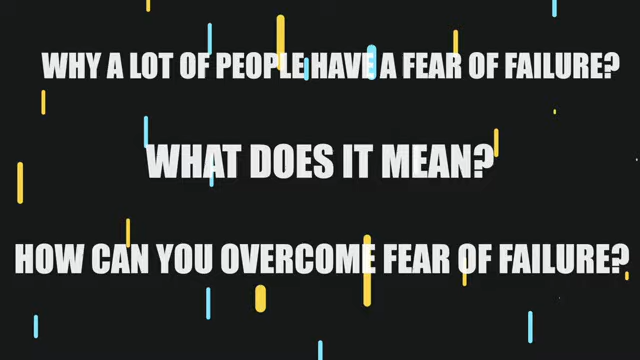 WHY A LOT OF PEOPLE HAVE A FEAR OF FAILURE?
WHAT DOES IT MEAN?
HOW CAN YOU OVERCOME FEAR OF FAILURE?